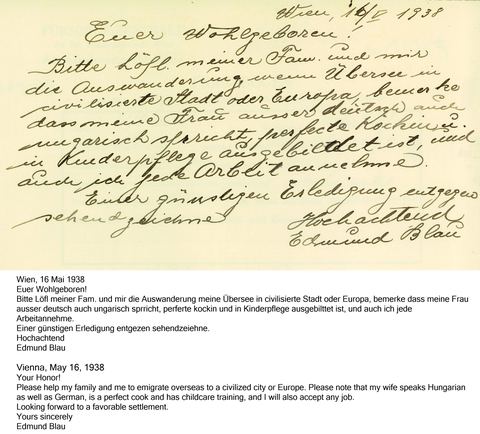 Wien, 16/V 1938
Euer Wohlgeboren!
Bitte höfl. meiner Fam. und mir
die Auswanderung, wenn Übersee in
civilisierte Stadt oder Europa, bemerke
dass meine Frau ausser deutsch auch
ungarisch spricht, perfecte Köchin u.
in Kinderpflege ausgebildet ist, und
auch ich jede Arbeit annehme.
Einer günstigen Erledigung entgegen
sehend zeichne
Hochachtend
Edmund Blau
Wien, 16 Mai 1938
Euer Wohlgeboren!
Bitte Löfl meiner Fam. und mir die Auswanderung meine Übersee in civilisierte Stadt oder Europa, bemerke dass meine Frau
ausser deutsch auch ungarisch sprricht, perferte kockin und in Kinderpflege ausgebilttet ist, und auch ich jede
Arbeitannehme.
Einer günstigen Erledigung entgezen sehendzeiehne.
Hochachtend
Edmund Blau
Vienna, May 16, 1938
Your Honor!
Please help my family and me to emigrate overseas to a civilized city or Europe. Please note that my wife speaks Hungarian
as well as German, is a perfect cook and has childcare training, and I will also accept any job.
Looking forward to a favorable settlement.
Yours sincerely
Edmund Blau